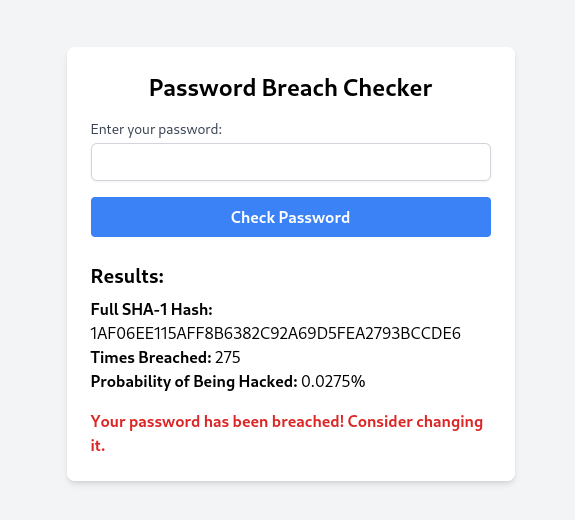 Password Breach Checker
Enter your password:
Check Password
Results:
Full SHA-1 Hash:
1AF06EE115AFF8B6382C92A69D5FEA2793BCCDE6
Times Breached: 275
Probability of Being Hacked: 0.0275%
Your password has been breached! Consider changing
it.